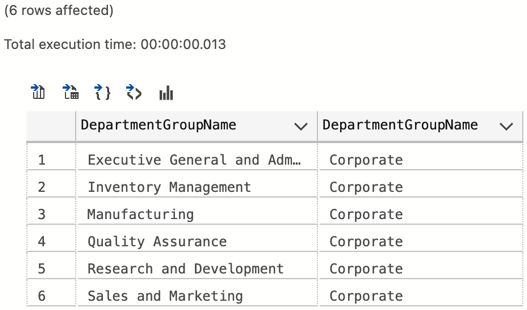 (6 rows affected)
Total execution time: 00:00:00.013
DepartmentGroupName DepartmentGroupName
1 Executive General and Adm… Corporate
2 Inventory Management Corporate
3 Manufacturing Corporate
4 Quality Assurance Corporate
5 Research and Development Corporate
6 Sales and Marketing Corporate